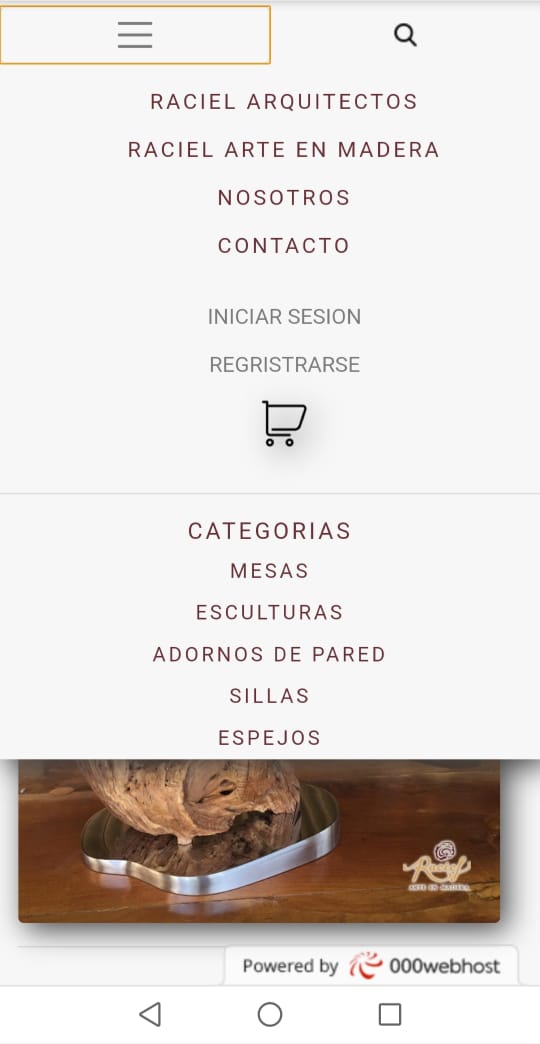 RACIEL ARQUITECTOS
RACIEL ARTE EN MADERA
NOSOTROS
CONTACTO
INICIAR SESION
REGRISTRARSE
CATEGORIAS
MESAS
ESCULTURAS
ADORNOS DE PARED
SILLAS
ESPEJOS
Raciel
ARTE EN MADERA
Powered by 000webhost